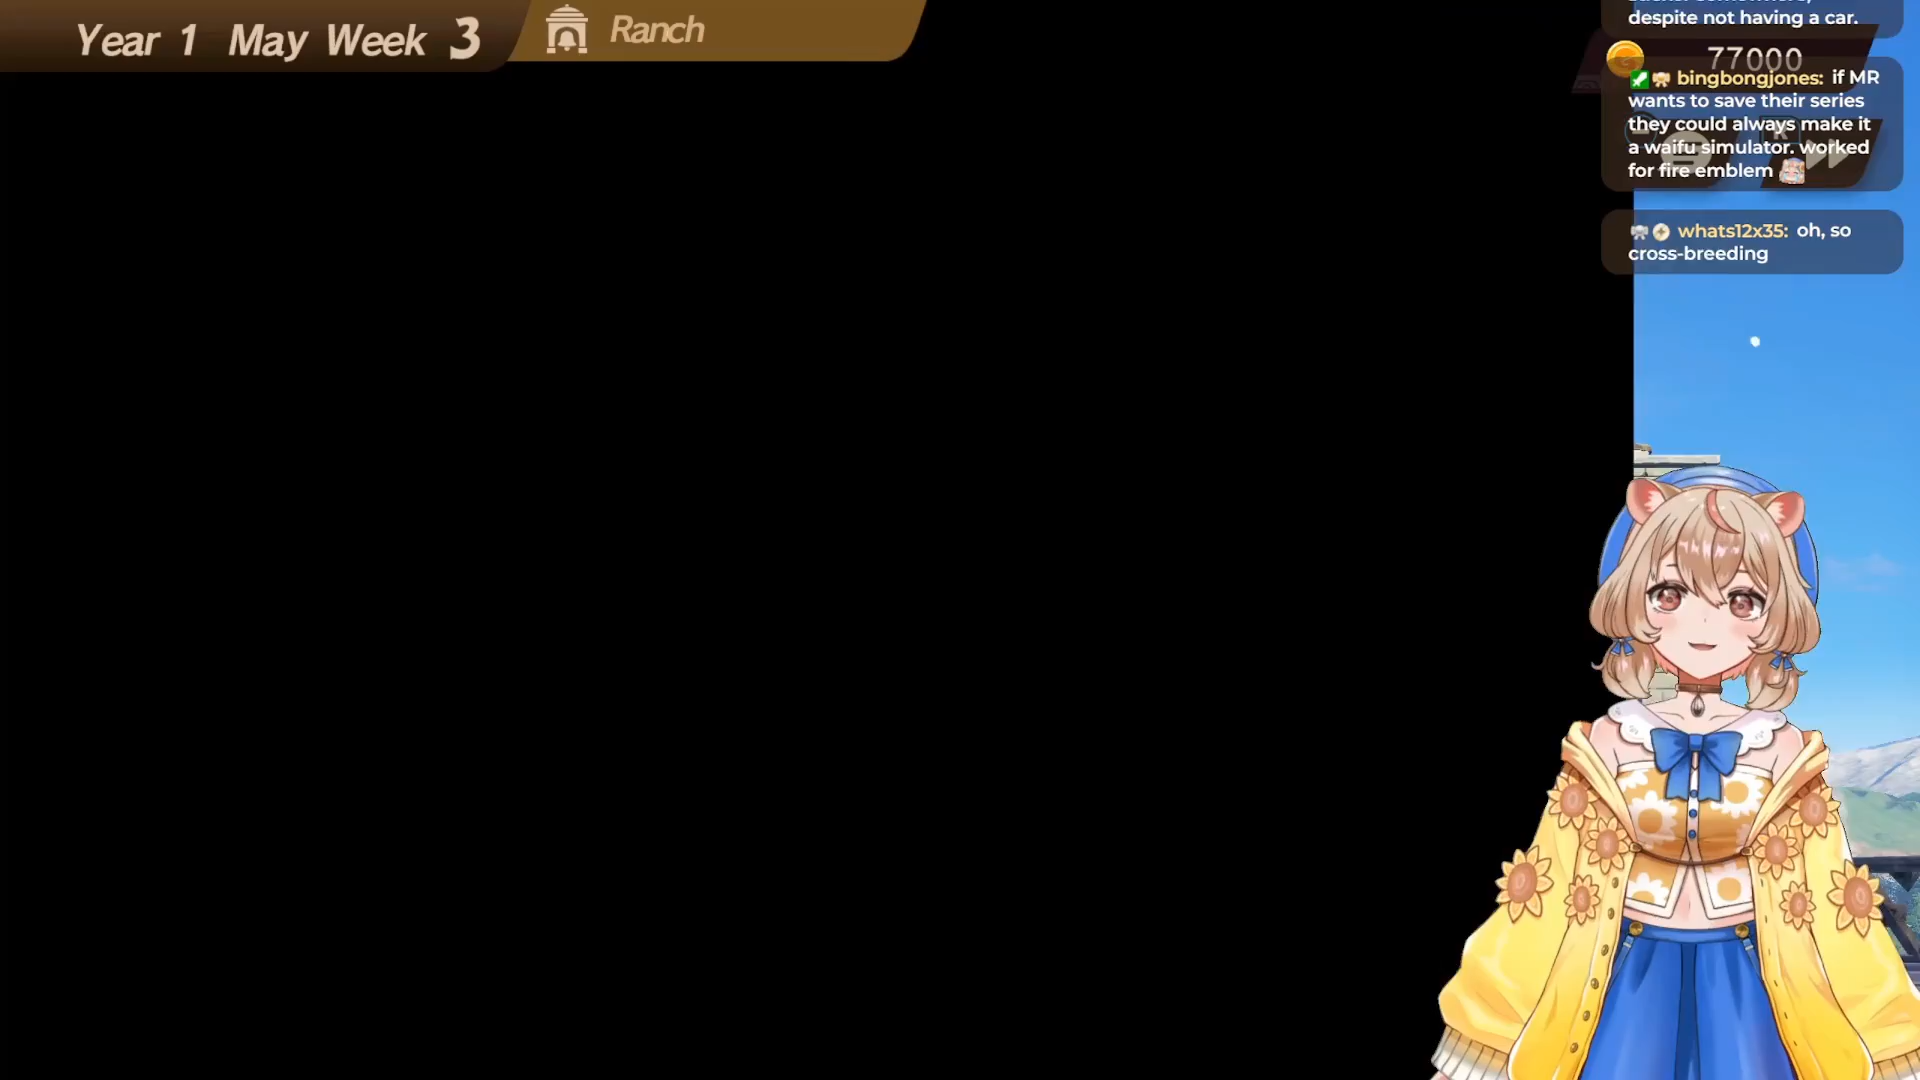 Year 1 May Week 3
Ranch
despite not having a car.
77000
bingbongjones: if MR
wants to save their series
they could always make it
a waifu simulator. worked
for fire emblem
R
whats12x35: oh, so
cross-breeding